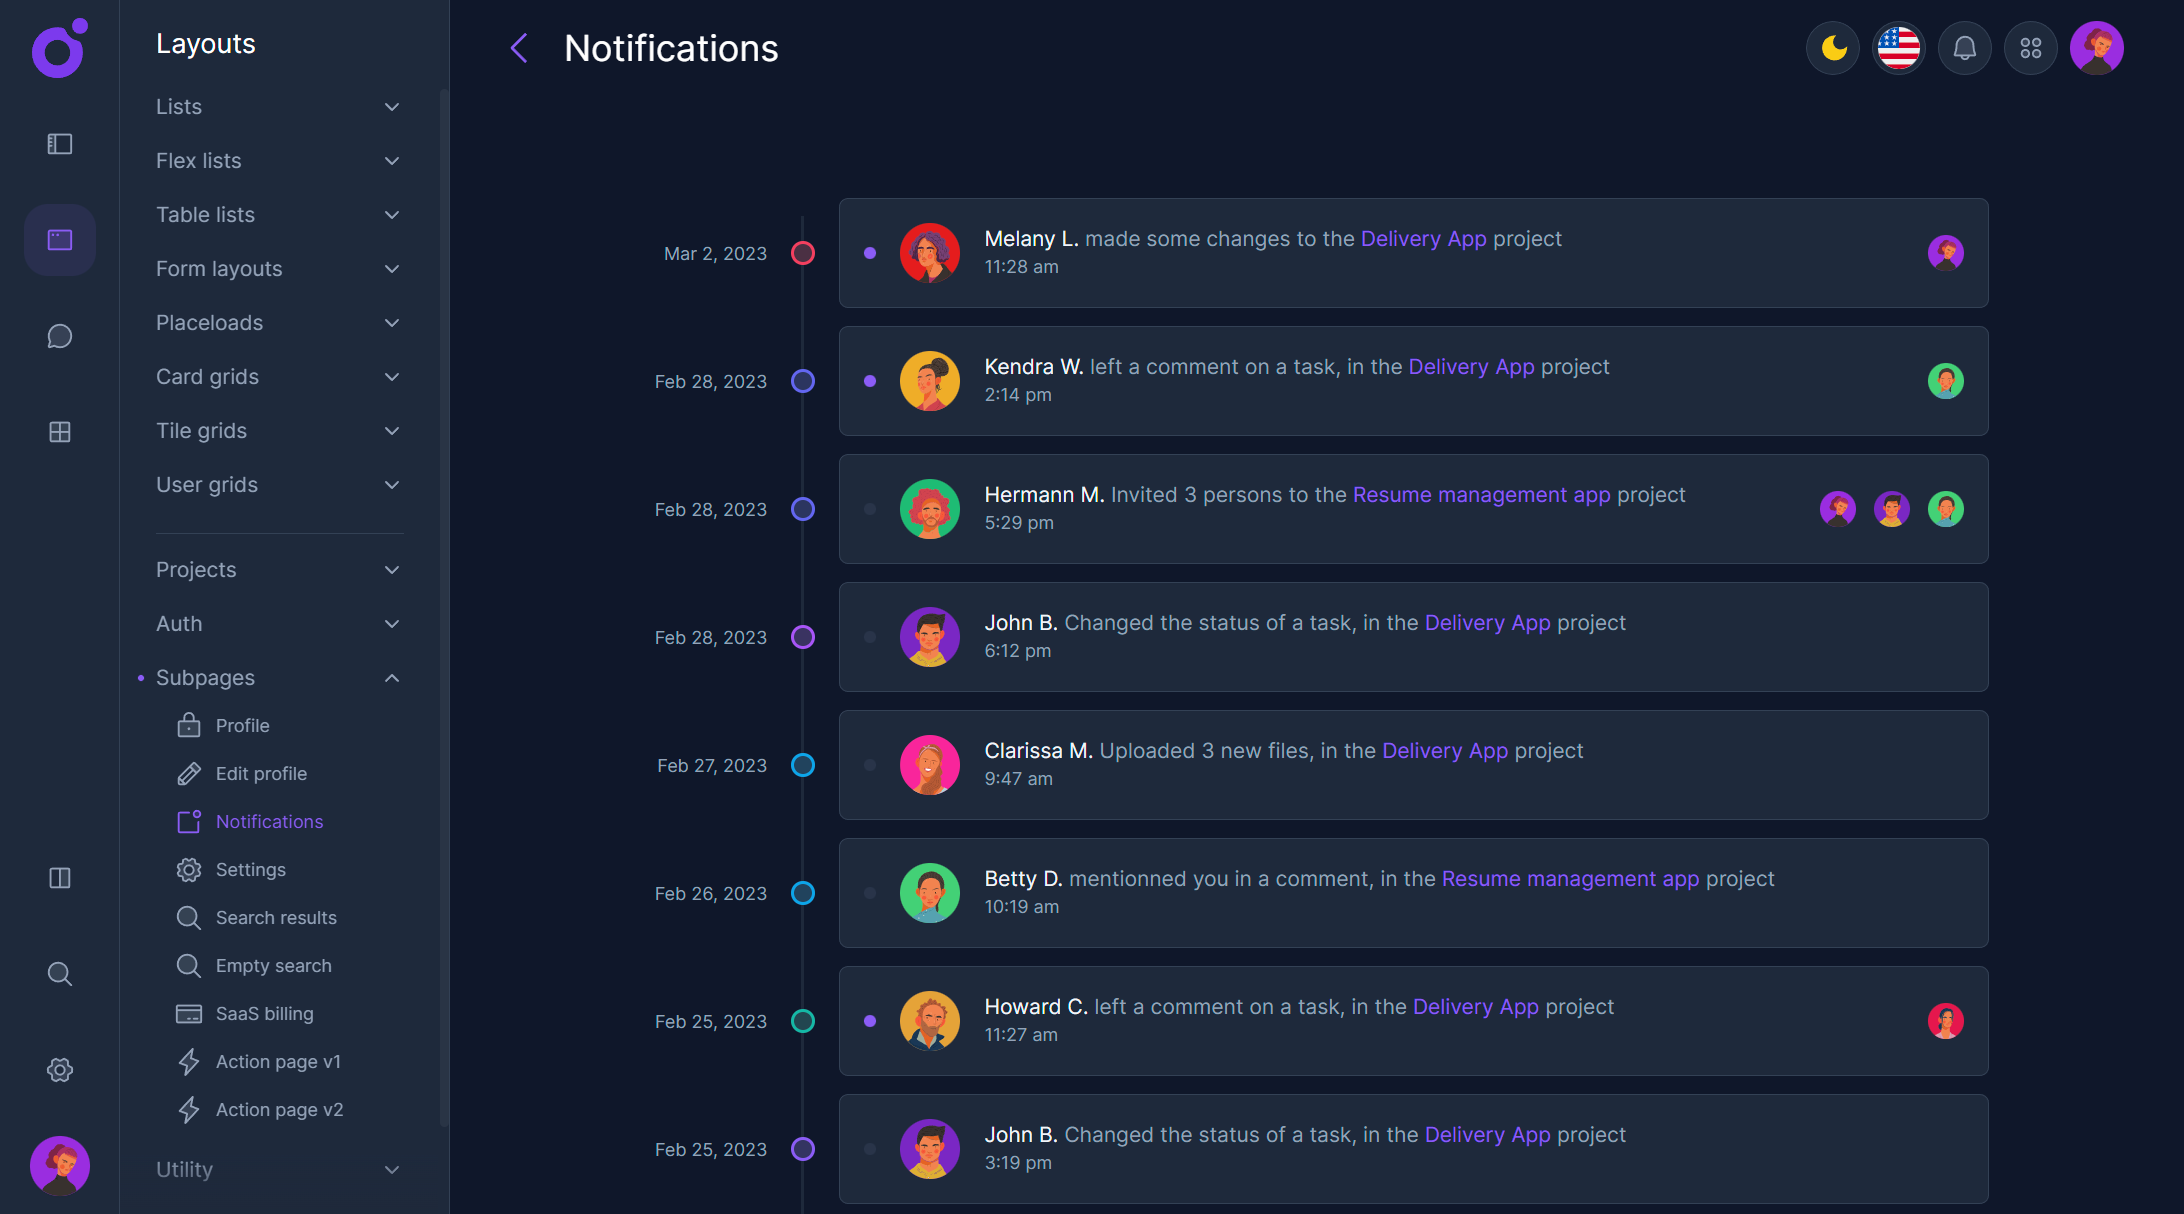 Layouts
Lists
Flex lists
Table lists
Form layouts
Placeloads
Card grids
Tile grids
User grids
Projects
Auth
Subpages
Profile
Edit profile
Notifications
Settings
Search results
Empty search
SaaS billing
Action page v1
Action page v2
Utility
Notifications
Mar 2, 2023
Melany L. made some changes to the Delivery App project
11:28 am
Feb 28, 2023
Kendra W. left a comment on a task, in the Delivery App project
2:14 pm
Feb 28, 2023
Hermann M. Invited 3 persons to the Resume management app project
5:29 pm
Feb 28, 2023
John B. Changed the status of a task, in the Delivery App project
6:12 pm
Feb 27, 2023
Clarissa M. Uploaded 3 new files, in the Delivery App project
9:47 am
Feb 26, 2023
Betty D. mentionned you in a comment, in the Resume management app project
10:19 am
Feb 25, 2023
Howard C. left a comment on a task, in the Delivery App project
11:27 am
Feb 25, 2023
John B. Changed the status of a task, in the Delivery App project
3:19 pm